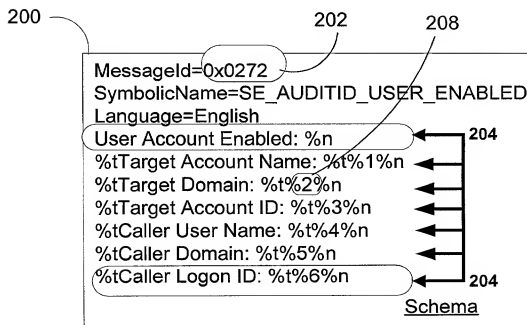 200
202
208
MessageId=0x0272
SymbolicName=SE_AUDITID_USER_ENABLED
Language=English
User Account Enabled: %n
204
%tTarget Account Name: %t%1%n
%tTarget Domain: %t%2%n
%tTarget Account ID: %t%3%n
%tCaller User Name: %t%4%n
%tCaller Domain: %t%5%n
%tCaller Logon ID: %t%6%n
204
Schema